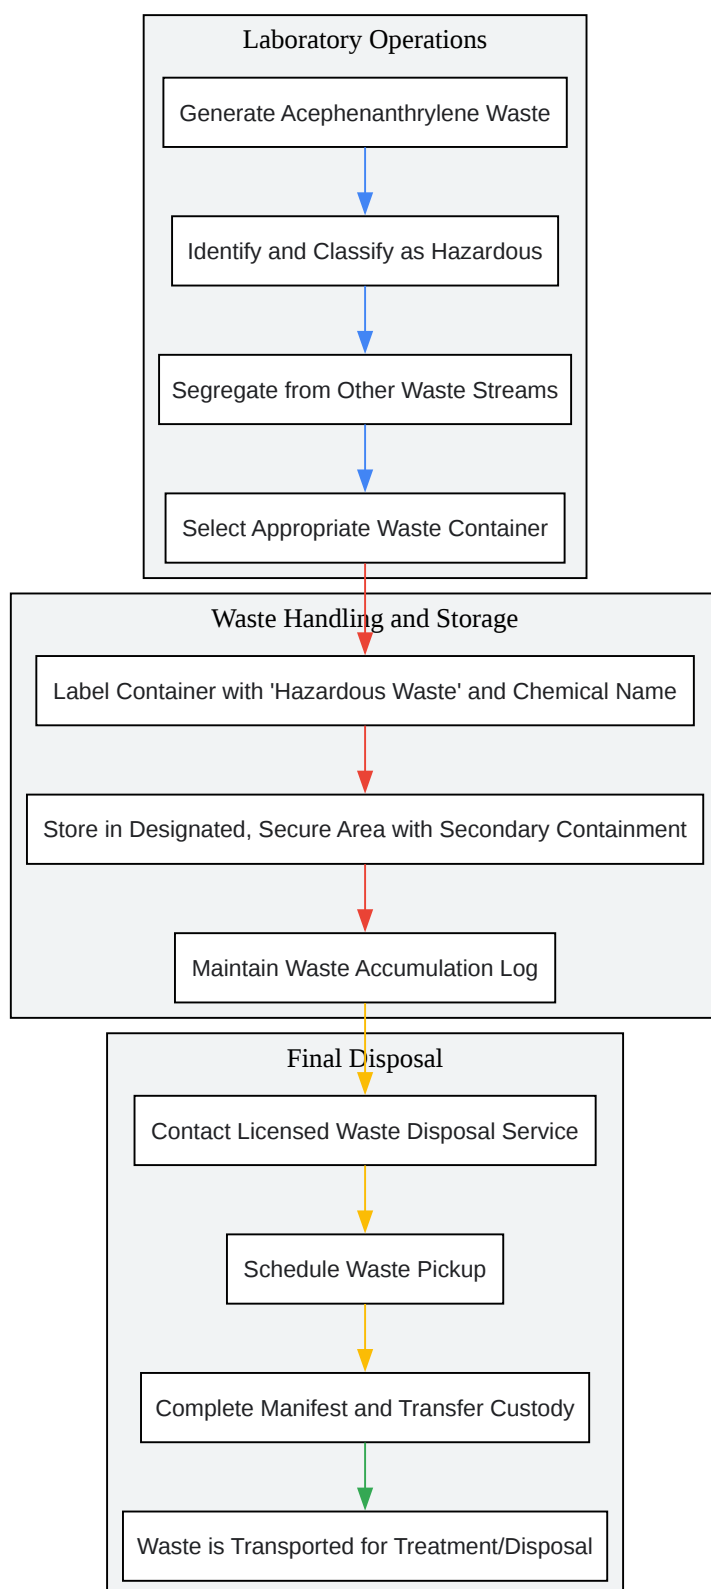 Laboratory Operations
Generate Acephenanthrylene Waste
Identify and Classify as Hazardous
Segregate from Other Waste Streams
Select Appropriate Waste Container
Waste Handling and Storage
Label Container with 'Hazardous Waste' and Chemical Name
Store in Designated, Secure Area with Secondary Containment
Maintain Waste Accumulation Log
Final Disposal
Contact Licensed Waste Disposal Service
Schedule Waste Pickup
Complete Manifest and Transfer Custody
Waste is Transported for Treatment/Disposal